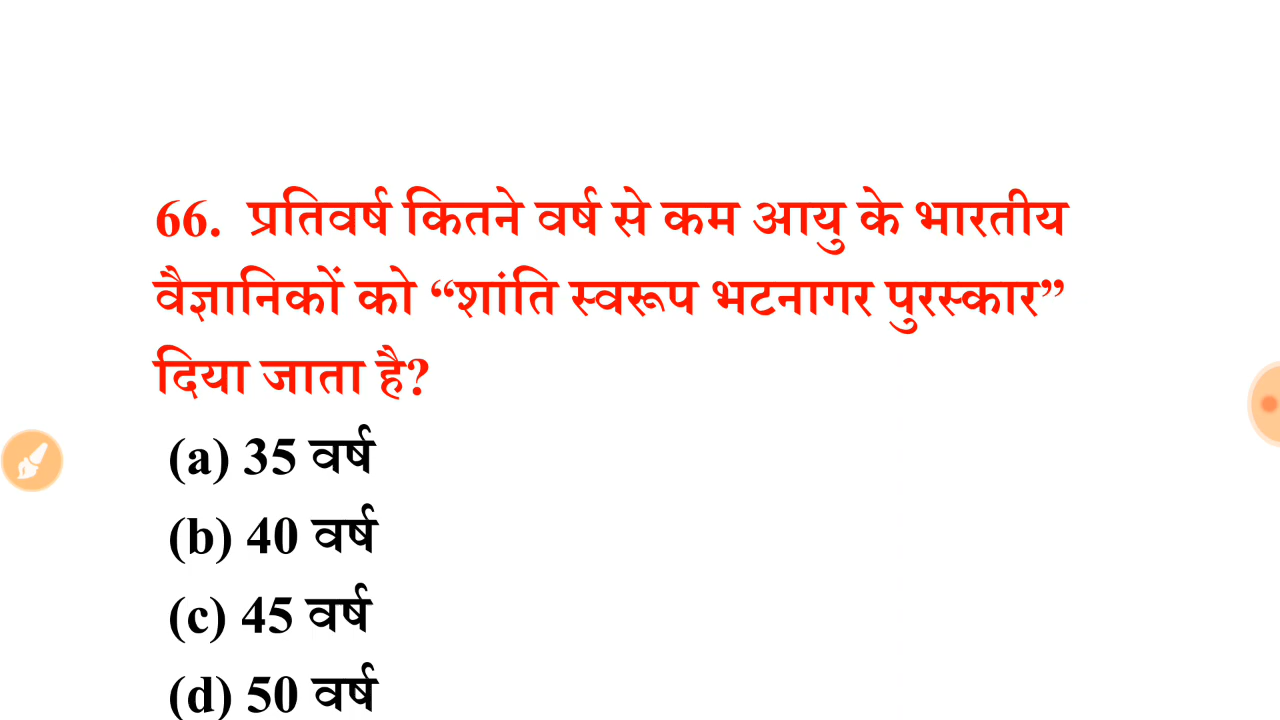 66. प्रतिवर्ष कितने वर्ष से कम आयु के भारतीय
वैज्ञानिकों को “शांति स्वरूप भटनागर पुरस्कार”
दिया जाता है?
(a) 35 वर्ष
(b) 40 वर्ष
(c) 45 वर्ष
(d) 50 वर्ष